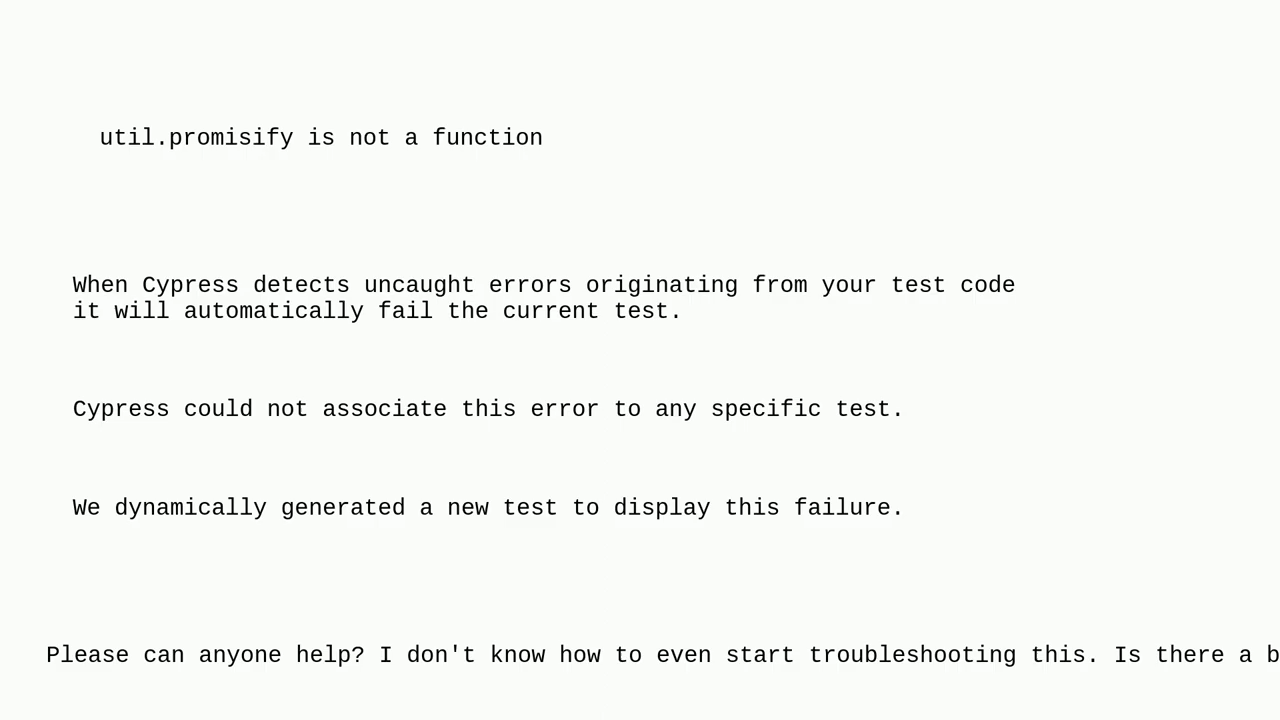 util.promisify is not a function
When Cypress detects uncaught errors originating from your test code
it will automatically fail the current test.
Cypress could not associate this error to any specific test.
We dynamically generated a new test to display this failure.
Please can anyone help? I don't know how to even start troubleshooting this. Is there a